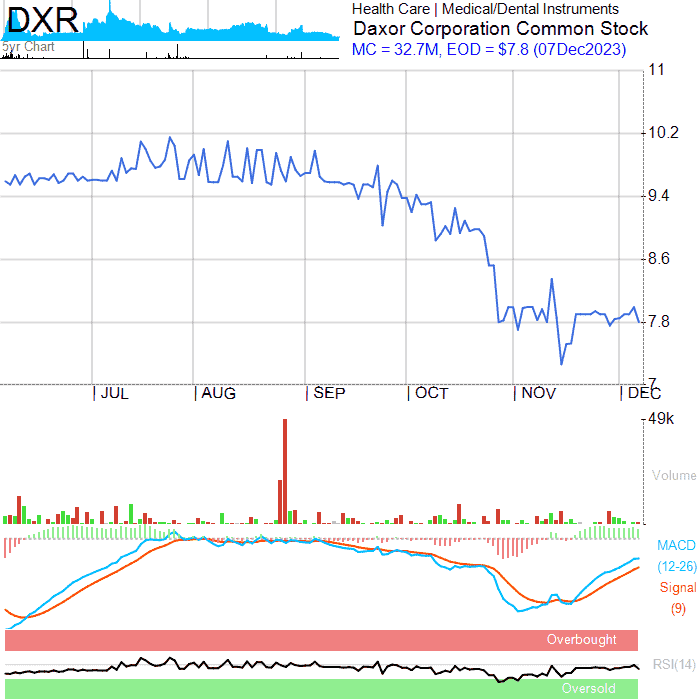 DXR
5yr Chart
Health Care | Medical/Dental Instruments
Daxor Corporation Common Stock
MC = 32.7M, EOD = $7.8 (07Dec2023)
11
10.2
9.4
8.6
7.8
7
JUL AUG SEP OCT NOV DEC
49k
Volume
MACD
(12-26)
Signal
(9)
Overbought
RSI(14)
Oversold